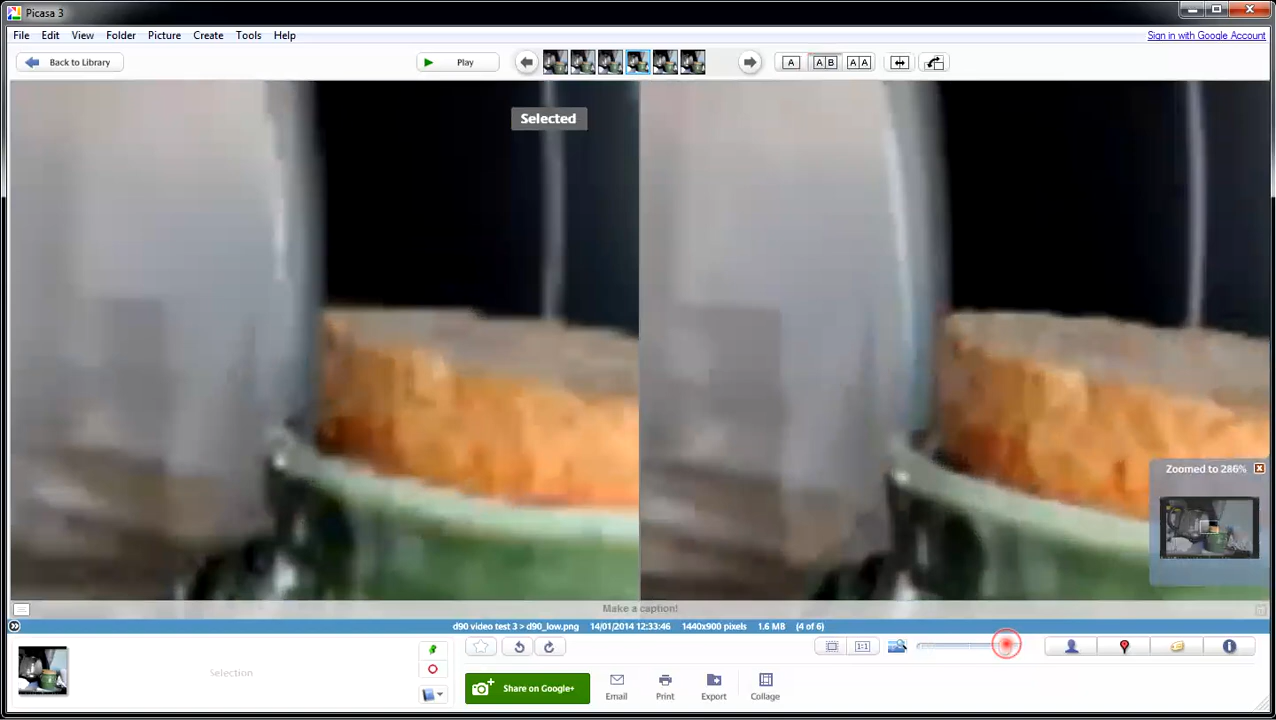 Picasa 3
File Edit View Folder Picture Create Tools Help
Sign in with Google Account
Back to Library
Play
A
A B
A A
Selected
Zoomed to 286%
Make a caption!
d90 video test 3 > d90_low.png 14/01/2014 12:33:46 1440x900 pixels 1.6 MB (4 of 6)
1:1
Selection
Share on Google+
Email Print Export Collage